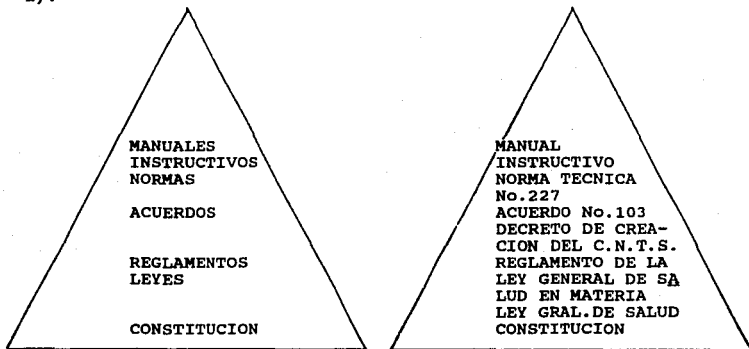 MANUALES
INSTRUCTIVOS
NORMAS
ACUERDOS
REGLAMENTOS
LEYES
CONSTITUCION
MANUAL
INSTRUCTIVO
NORMA TECNICA
No.227
ACUERDO No.103
DECRETO DE CREA-
CION DEL C.N.T.S.
REGLAMENTO DE LA
LEY GENERAL DE SA
LUD EN MATERIA
LEY GRAL.DE SALUD
CONSTITUCION